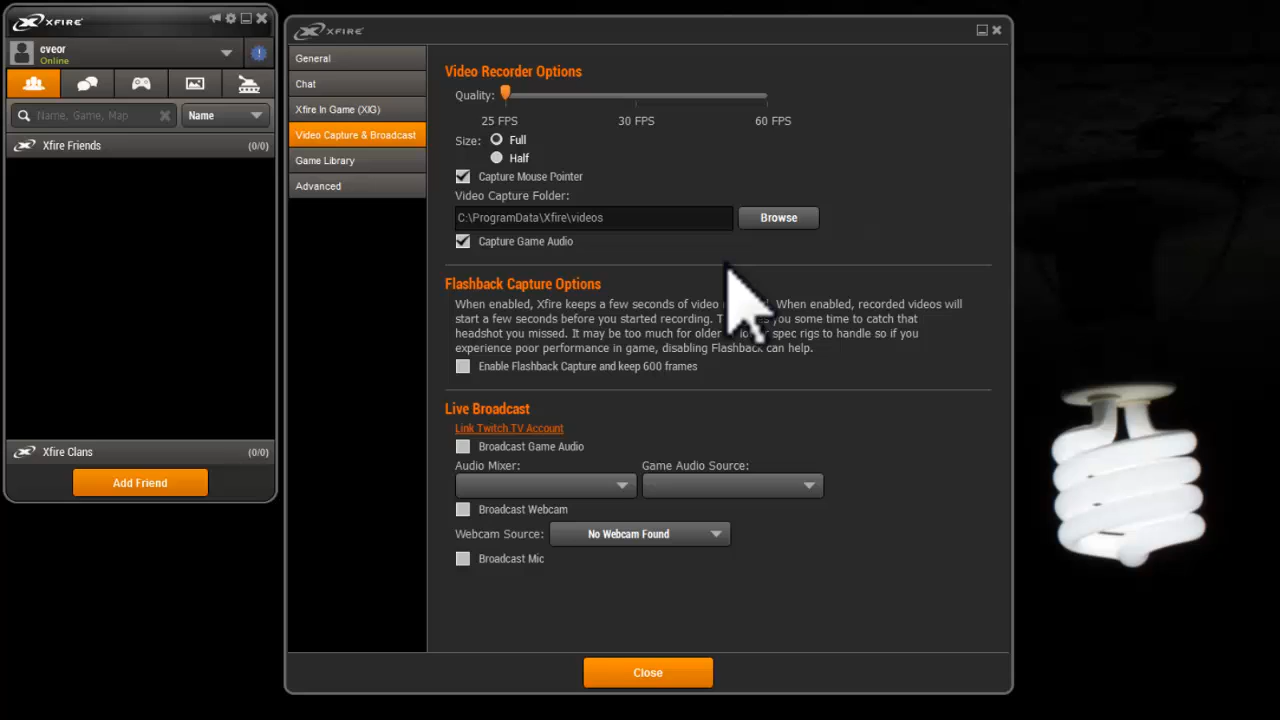 XFIRE
cveor
Online
Name, Game, Map
Name
Xfire Friends
(0/0)
Xfire Clans
(0/0)
Add Friend
XFIRE
General
Chat
Xfire In Game (XIG)
Video Capture & Broadcast
Game Library
Advanced
Video Recorder Options
Quality:
25 FPS 30 FPS 60 FPS
Size: Full
Half
Capture Mouse Pointer
Video Capture Folder:
C:\ProgramData\Xfire\videos Browse
Capture Game Audio
Flashback Capture Options
When enabled, Xfire keeps a few seconds of video When enabled, recorded videos will
start a few seconds before you started recording. you some time to catch that
headshot you missed. It may be too much for older spec rigs to handle so if you
experience poor performance in game, disabling Flashback can help.
Enable Flashback Capture and keep 600 frames
Live Broadcast
Link Twitch TV Account
Broadcast Game Audio
Audio Mixer: Game Audio Source:
Broadcast Webcam
Webcam Source: No Webcam Found
Broadcast Mic
Close